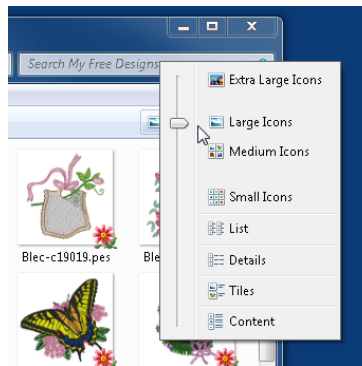 Search My Free Designs
Extra Large Icons
Large Icons
Medium Icons
Small Icons
List
Details
Tiles
Content
Blec-c19019.pes
Ble